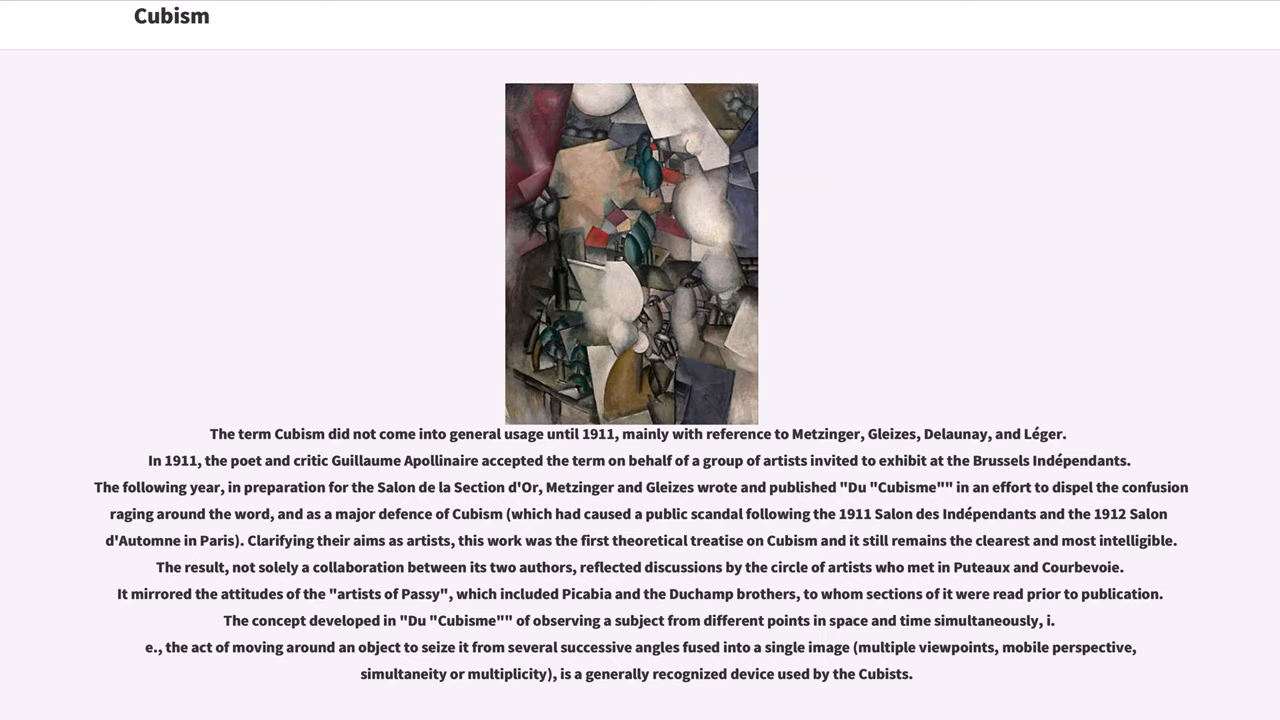 Cubism
The term Cubism did not come into general usage until 1911, mainly with reference to Metzinger, Gleizes, Delaunay, and Léger.
In 1911, the poet and critic Guillaume Apollinaire accepted the term on behalf of a group of artists invited to exhibit at the Brussels Indépendants.
The following year, in preparation for the Salon de la Section d'Or, Metzinger and Gleizes wrote and published "Du "Cubisme"" in an effort to dispel the confusion
raging around the word, and as a major defence of Cubism (which had caused a public scandal following the 1911 Salon des Indépendants and the 1912 Salon
d'Automne in Paris). Clarifying their aims as artists, this work was the first theoretical treatise on Cubism and it still remains the clearest and most intelligible.
The result, not solely a collaboration between its two authors, reflected discussions by the circle of artists who met in Puteaux and Courbevoie.
It mirrored the attitudes of the "artists of Passy", which included Picabia and the Duchamp brothers, to whom sections of it were read prior to publication.
The concept developed in "Du "Cubisme"" of observing a subject from different points in space and time simultaneously, i.
e., the act of moving around an object to seize it from several successive angles fused into a single image (multiple viewpoints, mobile perspective,
simultaneity or multiplicity), is a generally recognized device used by the Cubists.